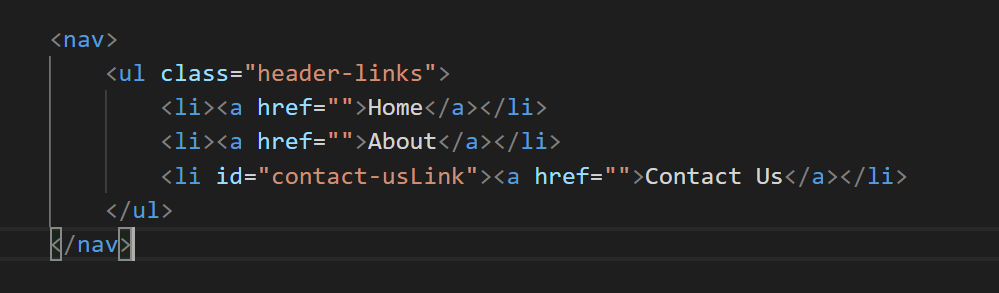 <nav>
<ul class="header-links">
<li><a href="">Home</a></li>
<li><a href="">About</a></li>
<li id="contact-usLink"><a href="">Contact Us</a></li>
</ul>
</nav>